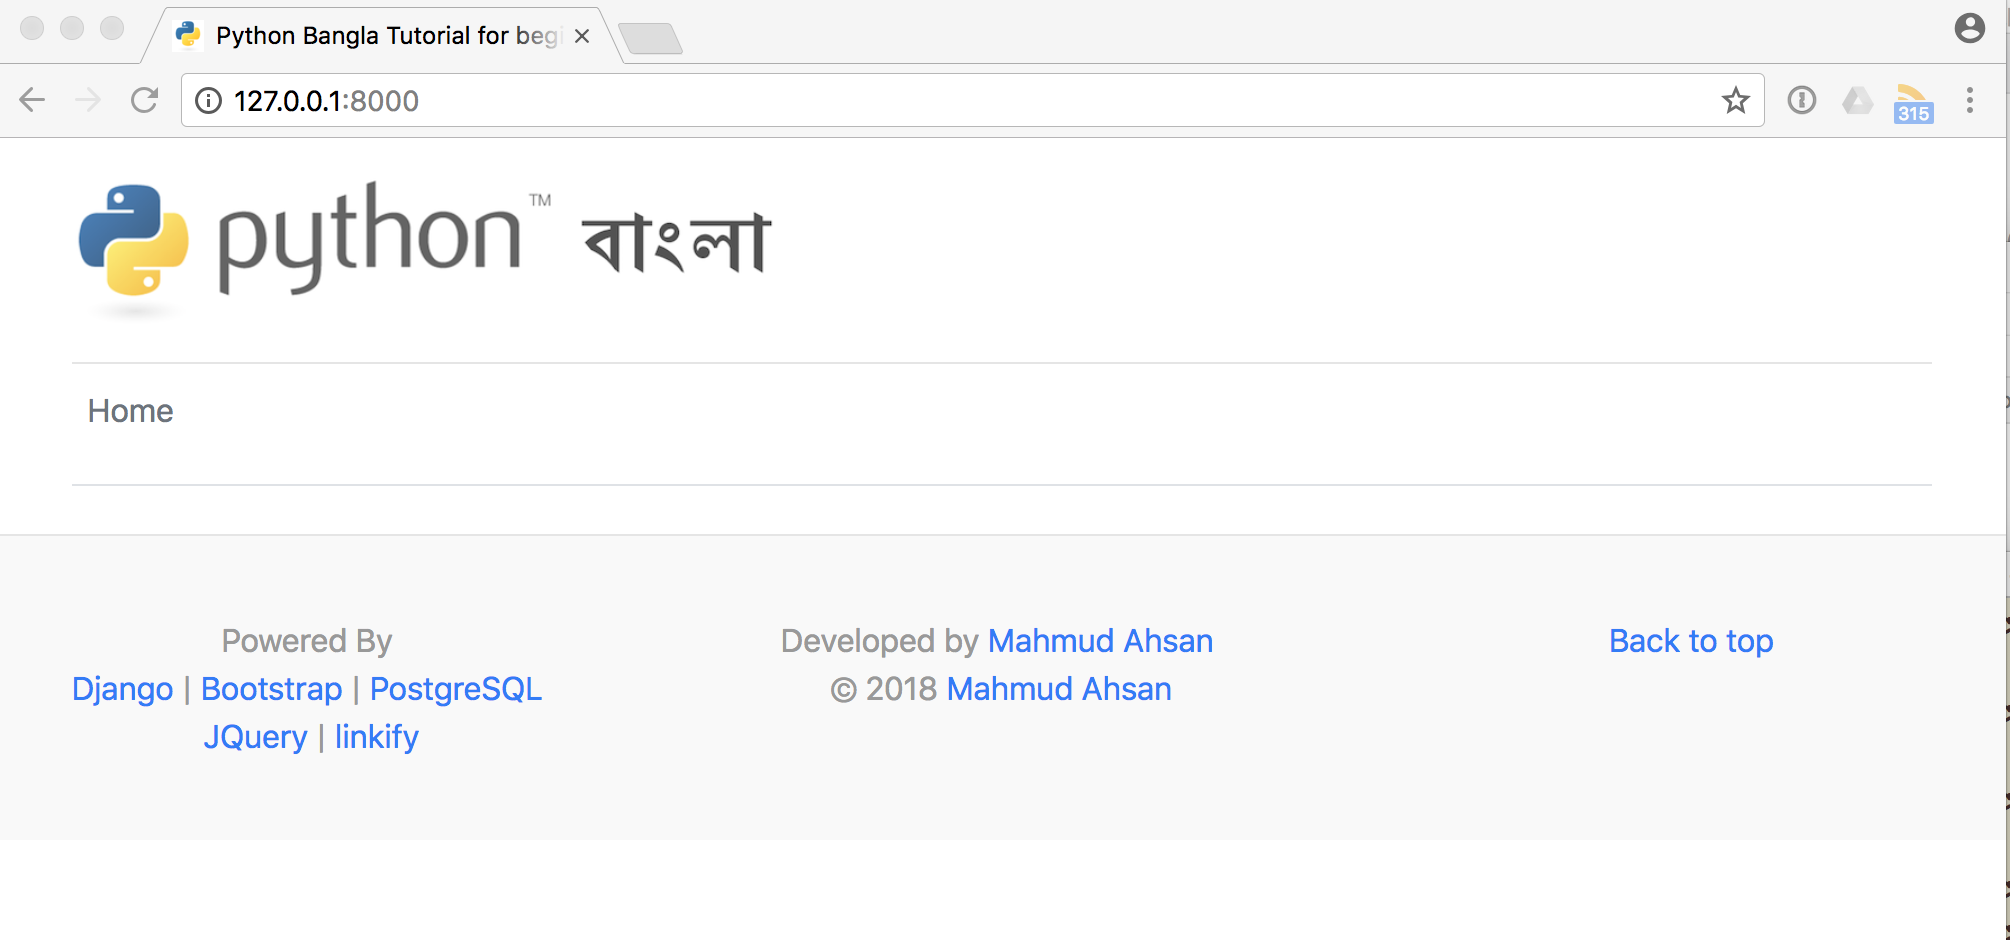 Python Bangla Tutorial for begi
127.0.0.1:8000
315
python™ বাংলা
Home
Powered By
Django | Bootstrap | PostgreSQL
JQuery | linkify
Developed by Mahmud Ahsan
© 2018 Mahmud Ahsan
Back to top